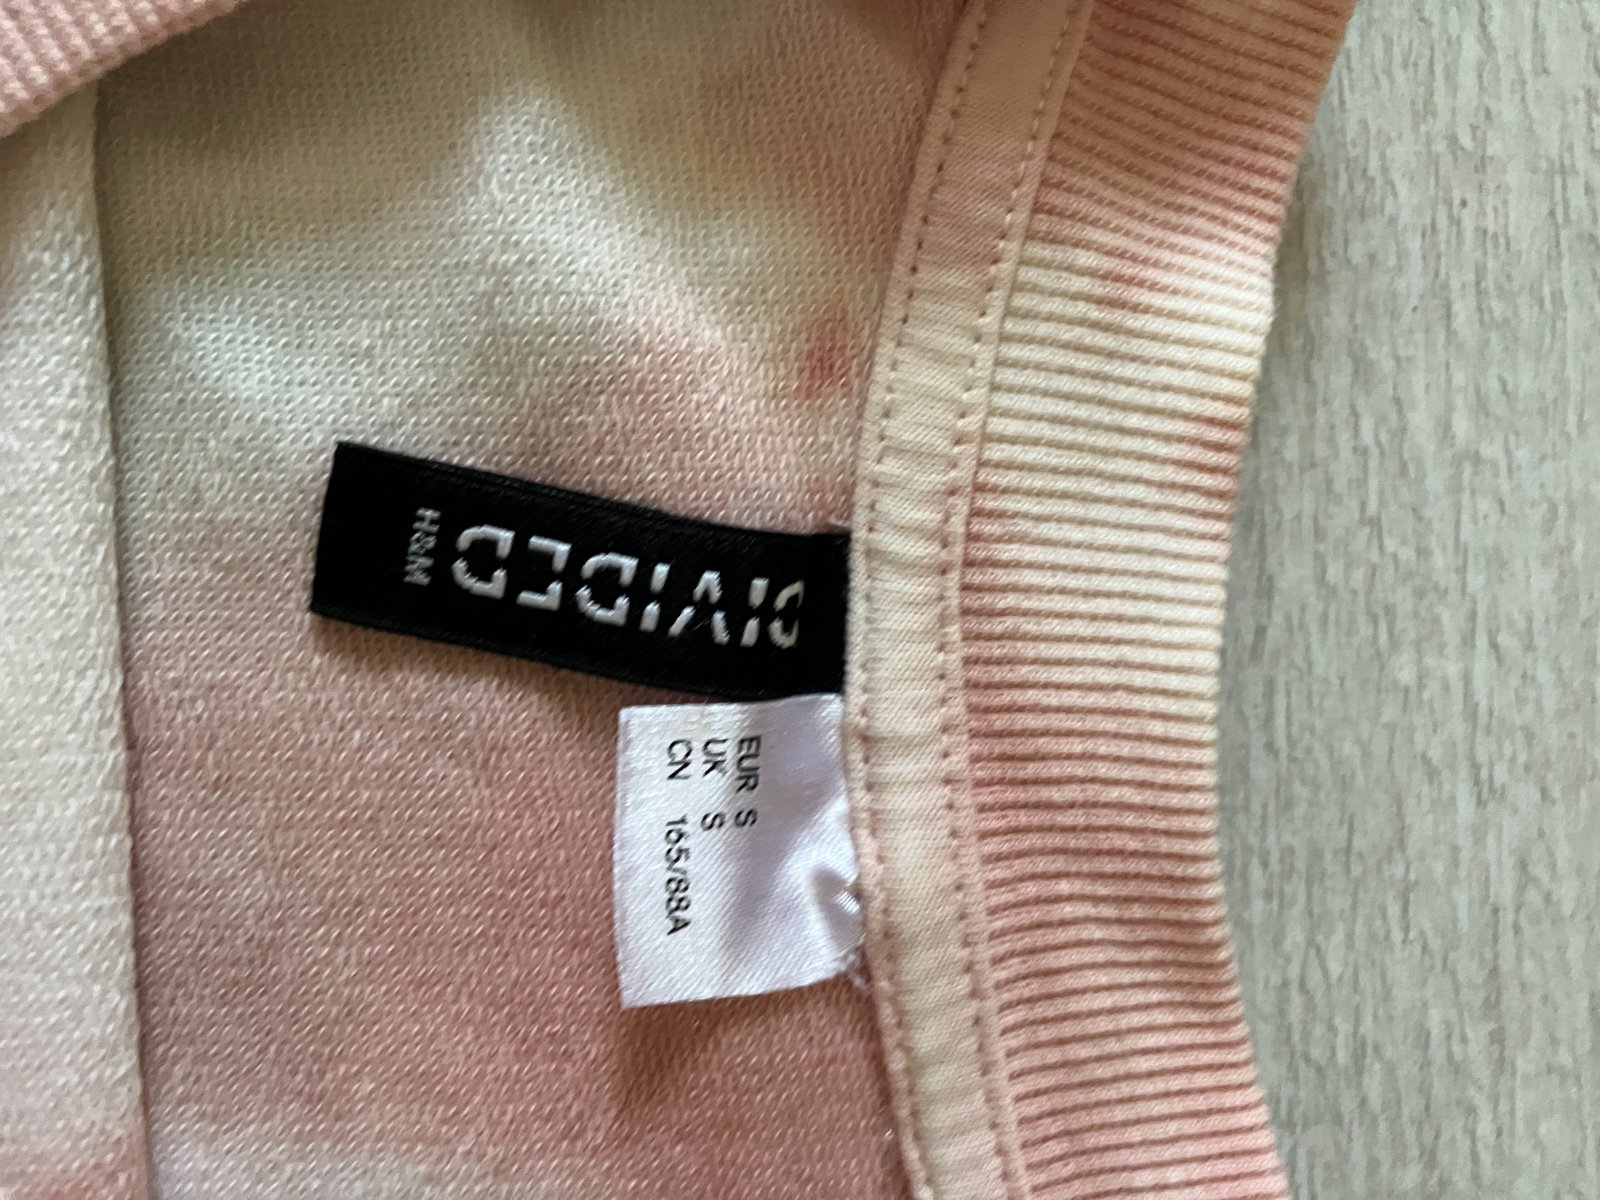 DIVIDED
H&M
EUR S
UK S
CN 165/88A